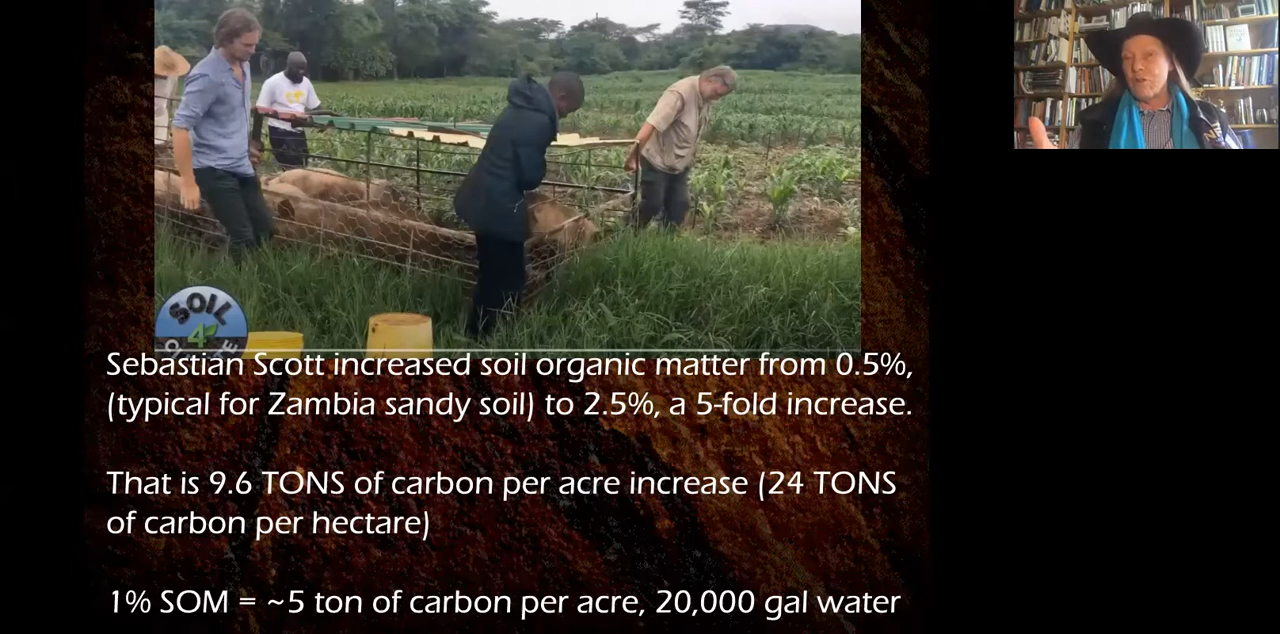 SOIL
4
Sebastian Scott increased soil organic matter from 0.5%,
(typical for Zambia sandy soil) to 2.5%, a 5-fold increase.
That is 9.6 TONS of carbon per acre increase (24 TONS
of carbon per hectare)
1% SOM = ~5 ton of carbon per acre, 20,000 gal water